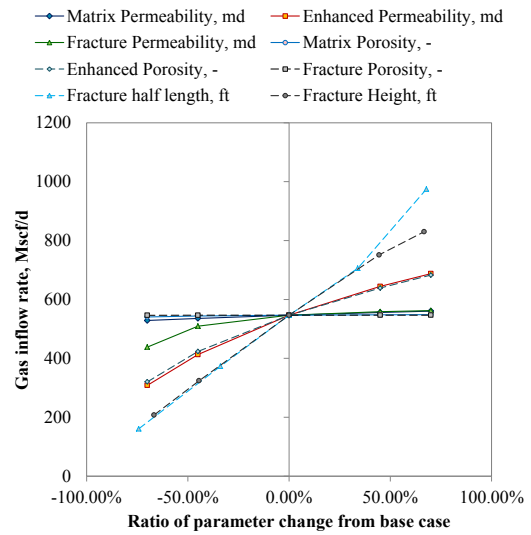 Matrix Permeability, md Enhanced Permeability, md
Fracture Permeability, md Matrix Porosity, -
Enhanced Porosity, - Fracture Porosity, -
Fracture half length, ft Fracture Height, ft
1200
1000
800
600
400
200
0
Gas inflow rate, Mscf/d
-100.00% -50.00% 0.00% 50.00% 100.00%
Ratio of parameter change from base case